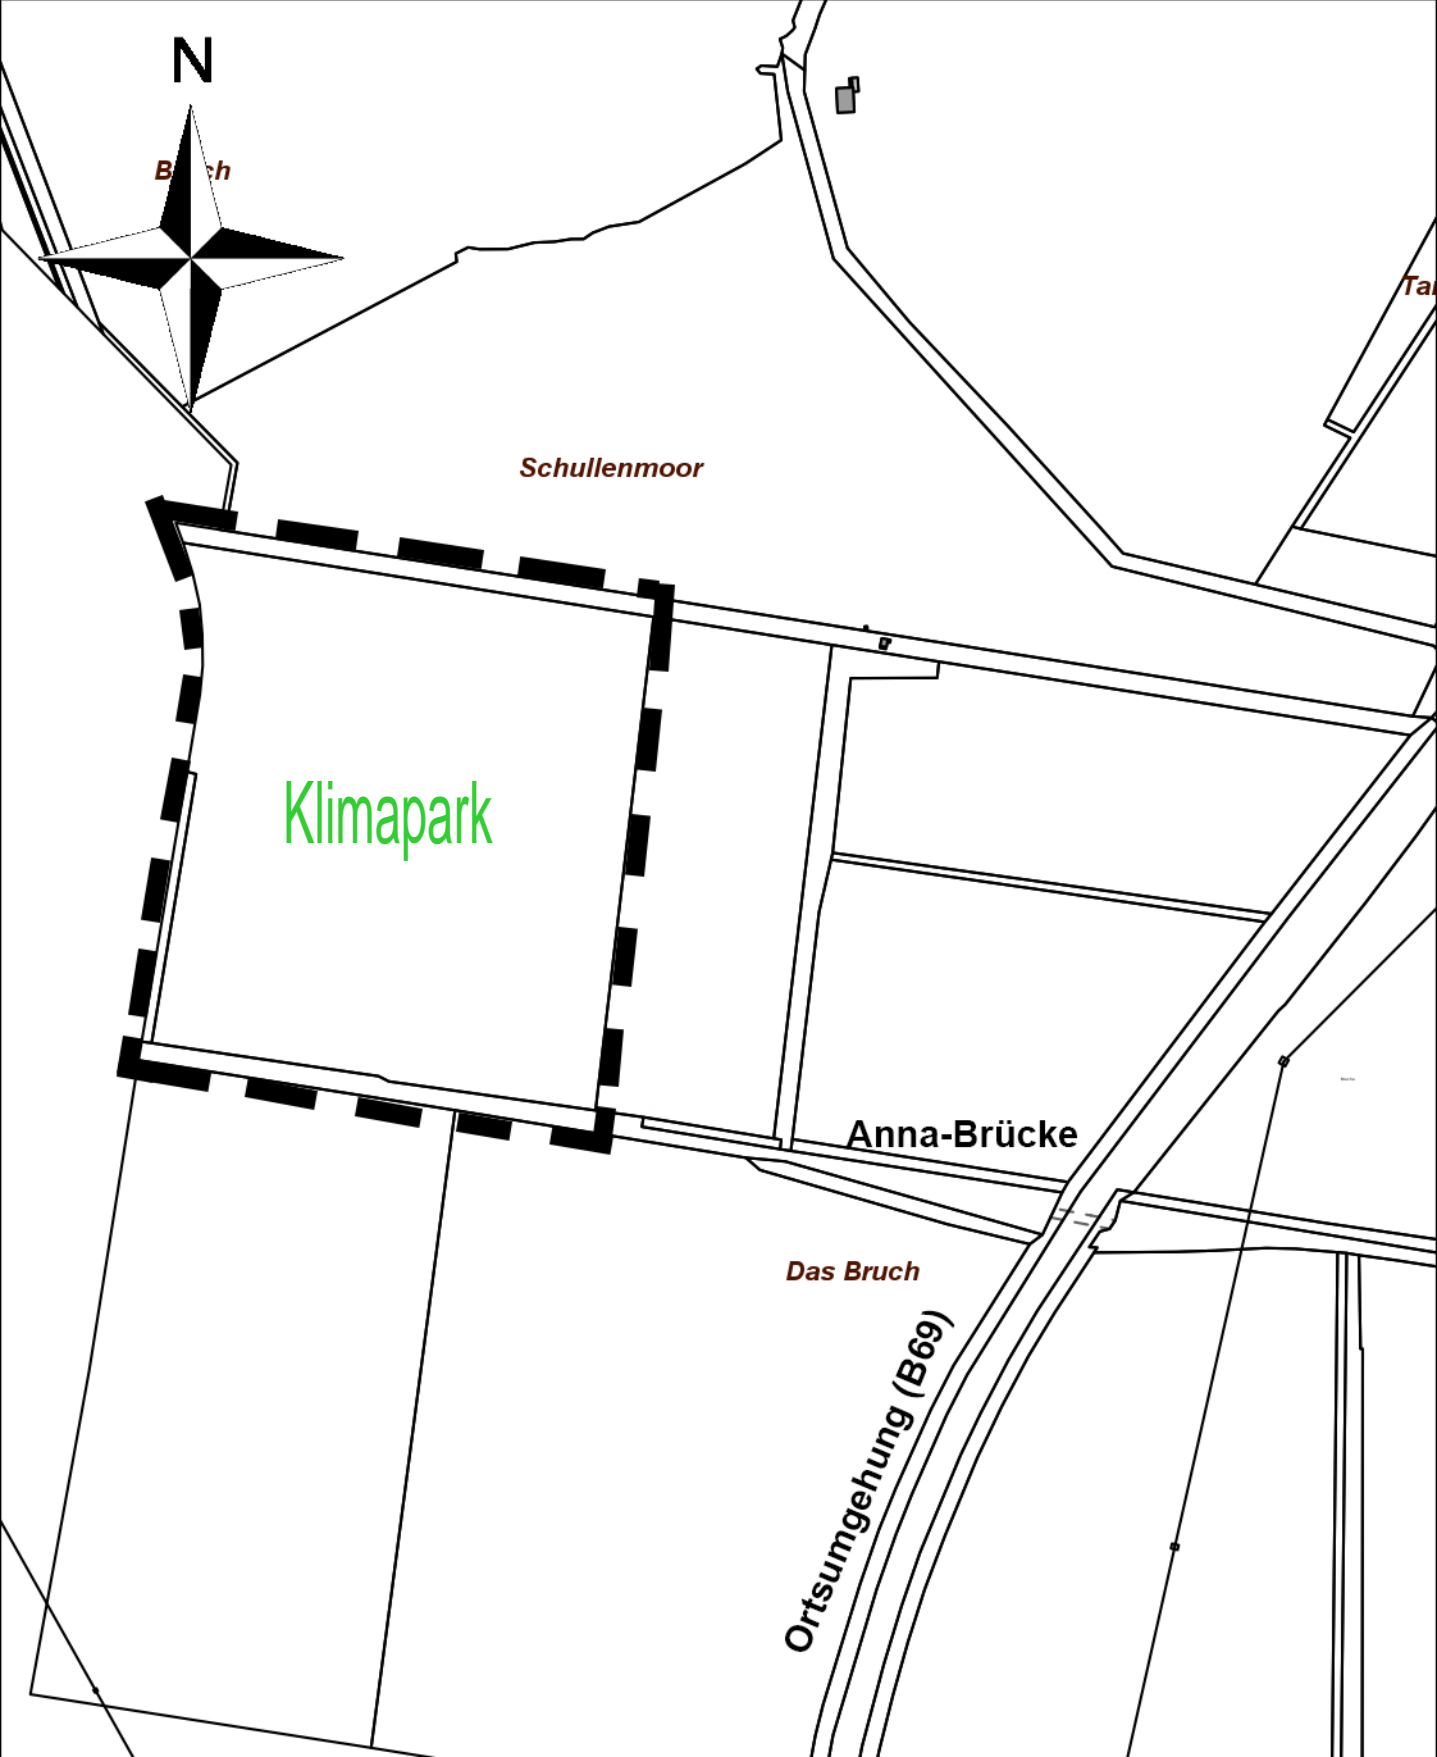 N
Schullenmoor
Klimapark
Anna-Brücke
Das Bruch
Ortsumgehung (B69)